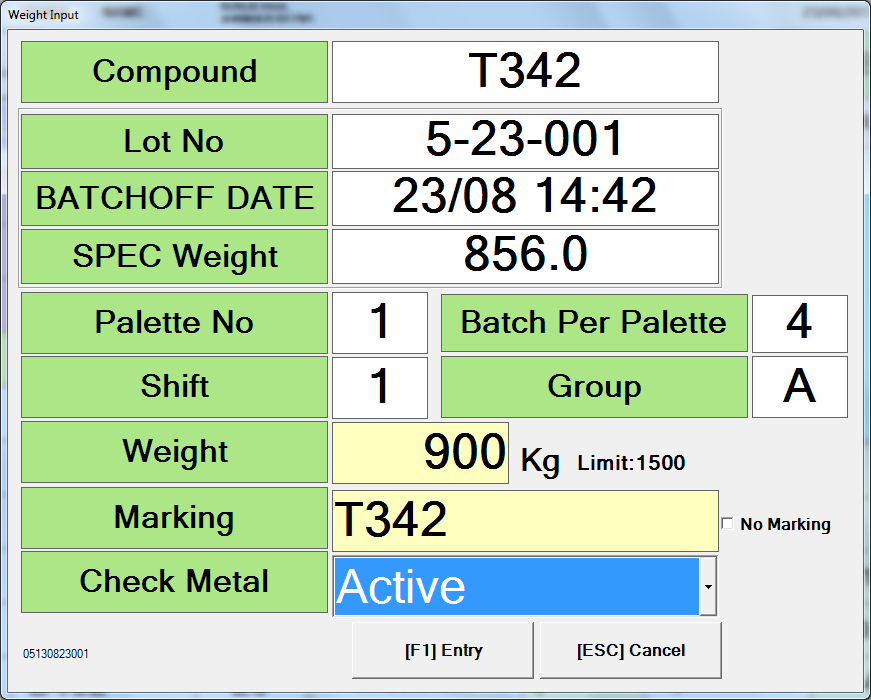 Weight Input
Compound T342
Lot No 5-23-001
BATCHOFF DATE 23/08 14:42
SPEC Weight 856.0
Palette No 1 Batch Per Palette 4
Shift 1 Group A
Weight 900 Kg Limit:1500
Marking T342 No Marking
Check Metal Active
05130823001 [F1] Entry [ESC] Cancel